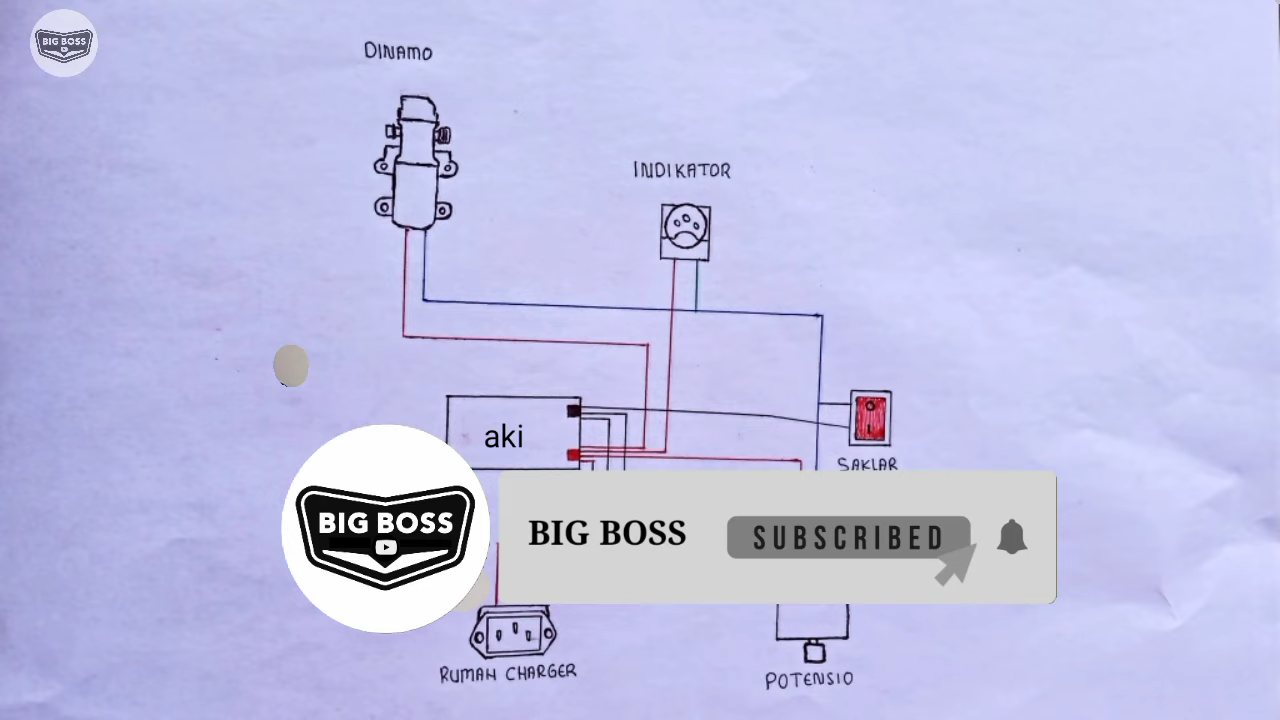 BIG BOSS
DINAMO
INDIKATOR
aki
SAKLAR
BIG BOSS
BIG BOSS
SUBSCRIBED
RUMAH CHARGER
POTENSIO